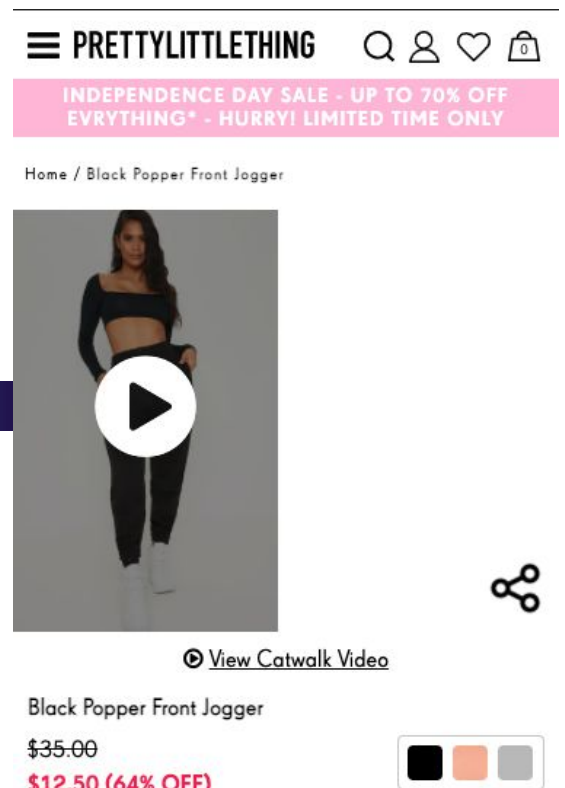 PRETTYLITTLETHING
0
INDEPENDENCE DAY SALE - UP TO 70% OFF
EVRYTHING* - HURRY! LIMITED TIME ONLY
Home / Black Popper Front Jogger
View Catwalk Video
Black Popper Front Jogger
$35.00
$12.50 (64% OFF)